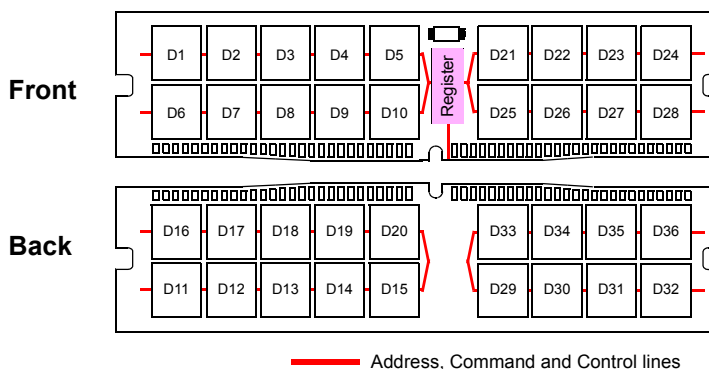 D1 D2 D3 D4 D5 D21 D22 D23 D24
Front
Register
D6 D7 D8 D9 D10 D25 D26 D27 D28
D16 D17 D18 D19 D20 D33 D34 D35 D36
Back
D11 D12 D13 D14 D15 D29 D30 D31 D32
Address, Command and Control lines